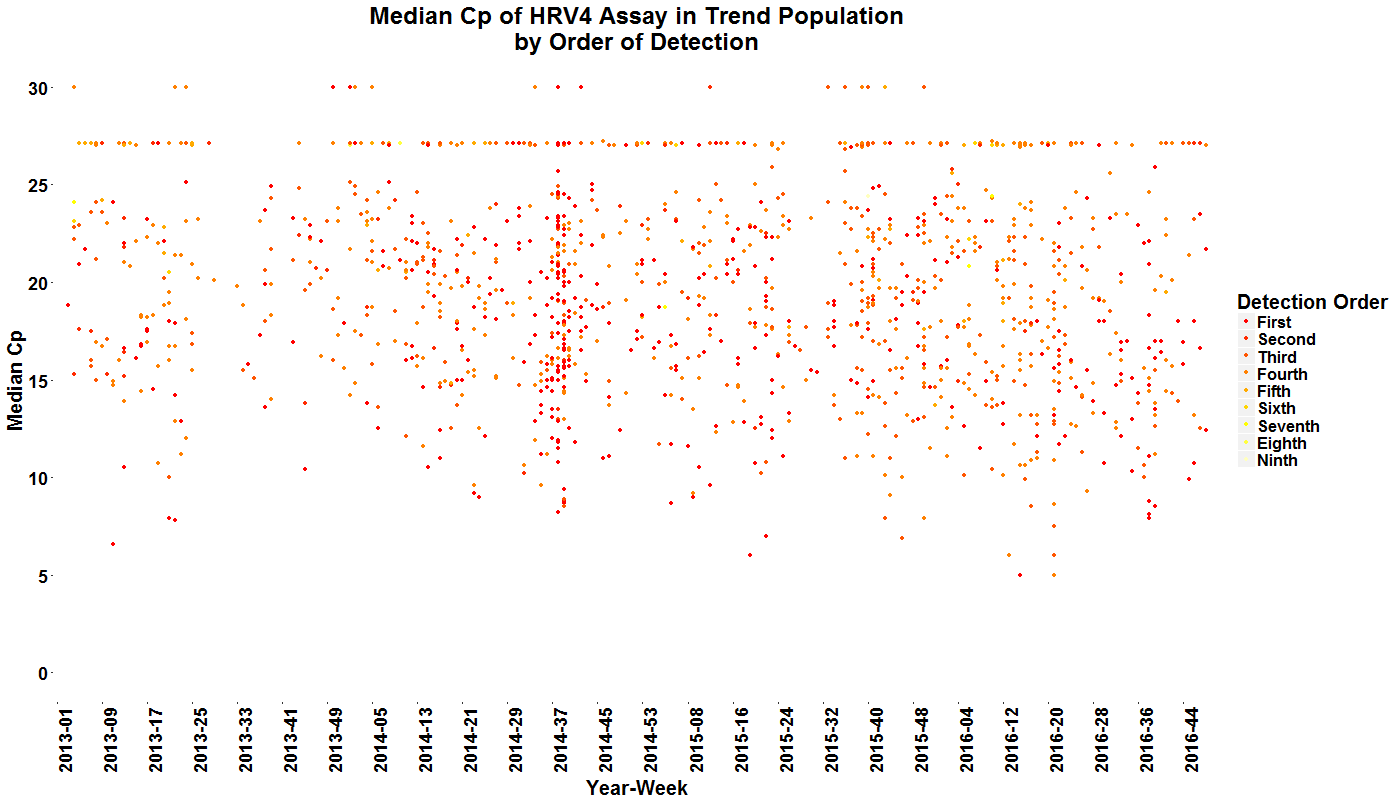 Median Cp of HRV4 Assay in Trend Population
by Order of Detection
Median Cp
30
25
20
15
10
5
0
2013-01
2013-09
2013-17
2013-25
2013-33
2013-41
2013-49
2014-05
2014-13
2014-21
2014-29
2014-37
2014-45
2014-53
2015-08
2015-16
2015-24
2015-32
2015-40
2015-48
2016-04
2016-12
2016-20
2016-28
2016-36
2016-44
Year-Week
Detection Order
First
Second
Third
Fourth
Fifth
Sixth
Seventh
Eighth
Ninth